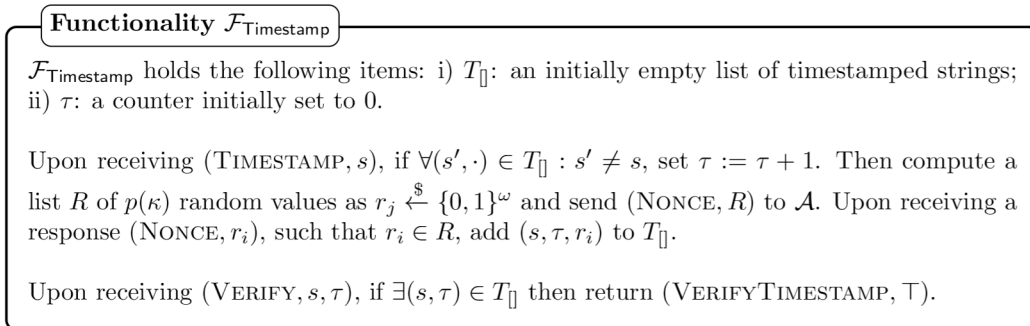 Functionality 𝓕_Timestamp
𝓕_Timestamp holds the following items: i) T_[]: an initially empty list of timestamped strings;
ii) τ: a counter initially set to 0.
Upon receiving (TIMESTAMP, s), if ∀(s′, ·) ∈ T_[] : s′ ≠ s, set τ := τ + 1. Then compute a
list R of p(κ) random values as r_j ←$ {0, 1}^ω and send (NONCE, R) to 𝒜. Upon receiving a
response (NONCE, r_i), such that r_i ∈ R, add (s, τ, r_i) to T_[].
Upon receiving (VERIFY, s, τ), if ∃(s, τ) ∈ T_[] then return (VERIFYTIMESTAMP, ⊤).